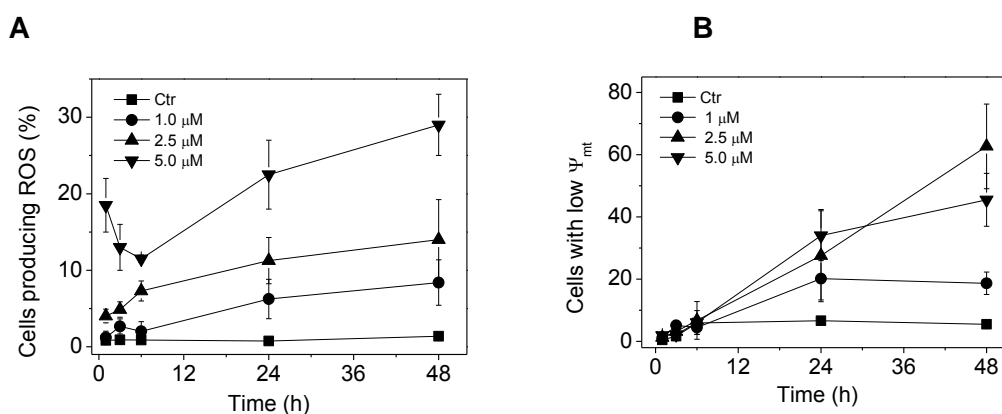 A
B
Cells producing ROS (%)
30
20
10
0
Ctr
1.0 μM
2.5 μM
5.0 μM
0 12 24 36 48
Time (h)
Cells with low Ψmt
80
60
40
20
0
Ctr
1 μM
2.5 μM
5.0 μM
0 12 24 36 48
Time (h)